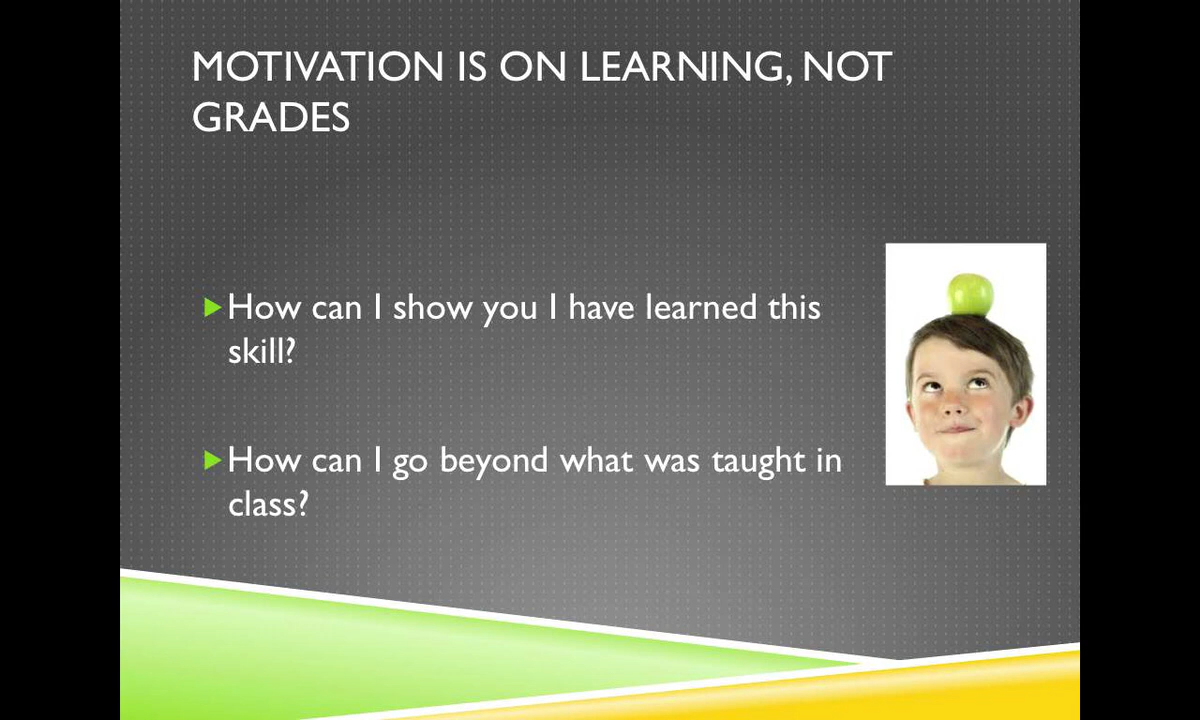 MOTIVATION IS ON LEARNING, NOT
GRADES
How can I show you I have learned this
skill?
How can I go beyond what was taught in
class?